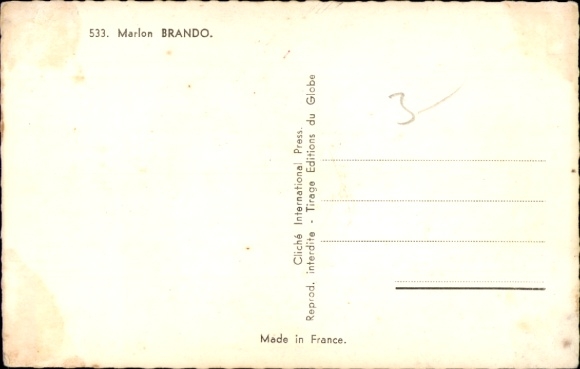 533. Marlon BRANDO.
Cliché International Press.
Reprod. interdite - Tirage Editions du Globe
3
Made in France.